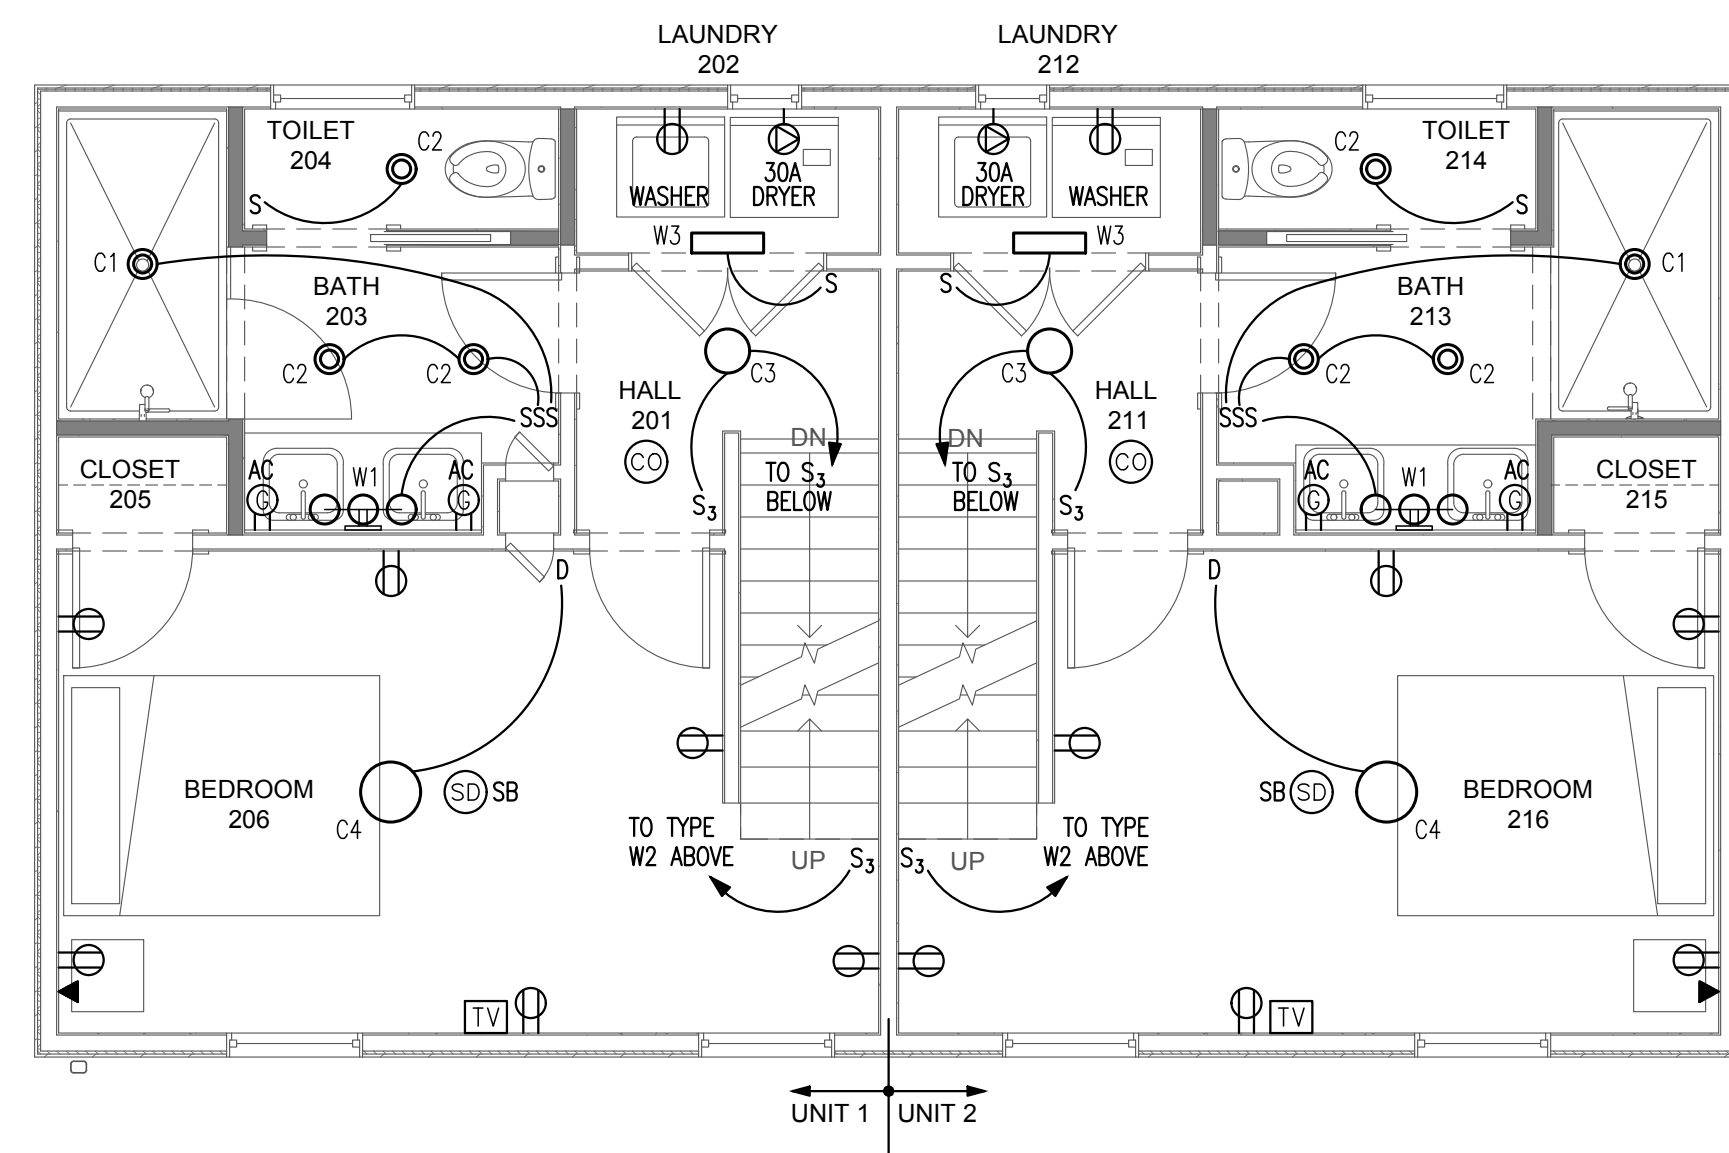 LAUNDRY
202
LAUNDRY
212
TOILET
204
C2
S
WASHER
30A
DRYER
30A
DRYER
WASHER
C2
TOILET
214
S
W3
W3
C1
BATH
203
S
S
BATH
213
C1
C2
C2
C3
C3
C2
C2
HALL
201
CO
HALL
211
CO
SSS
SSS
DN
DN
TO S3
BELOW
TO S3
BELOW
CLOSET
205
AC
G
W1
AC
G
S3
S3
AC
G
W1
AC
G
CLOSET
215
D
D
BEDROOM
206
C4
SD SB
SB SD
C4
BEDROOM
216
TO TYPE
W2 ABOVE
UP
S3
S3
UP
TO TYPE
W2 ABOVE
TV
TV
UNIT 1
UNIT 2